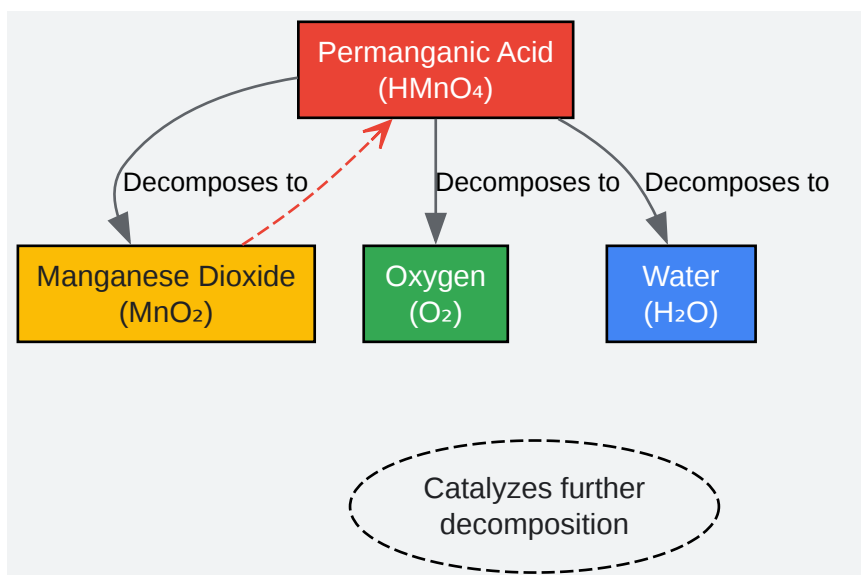 Permanganic Acid
(HMnO₄)
Decomposes to
Decomposes to
Decomposes to
Manganese Dioxide
(MnO₂)
Oxygen
(O₂)
Water
(H₂O)
Catalyzes further
decomposition